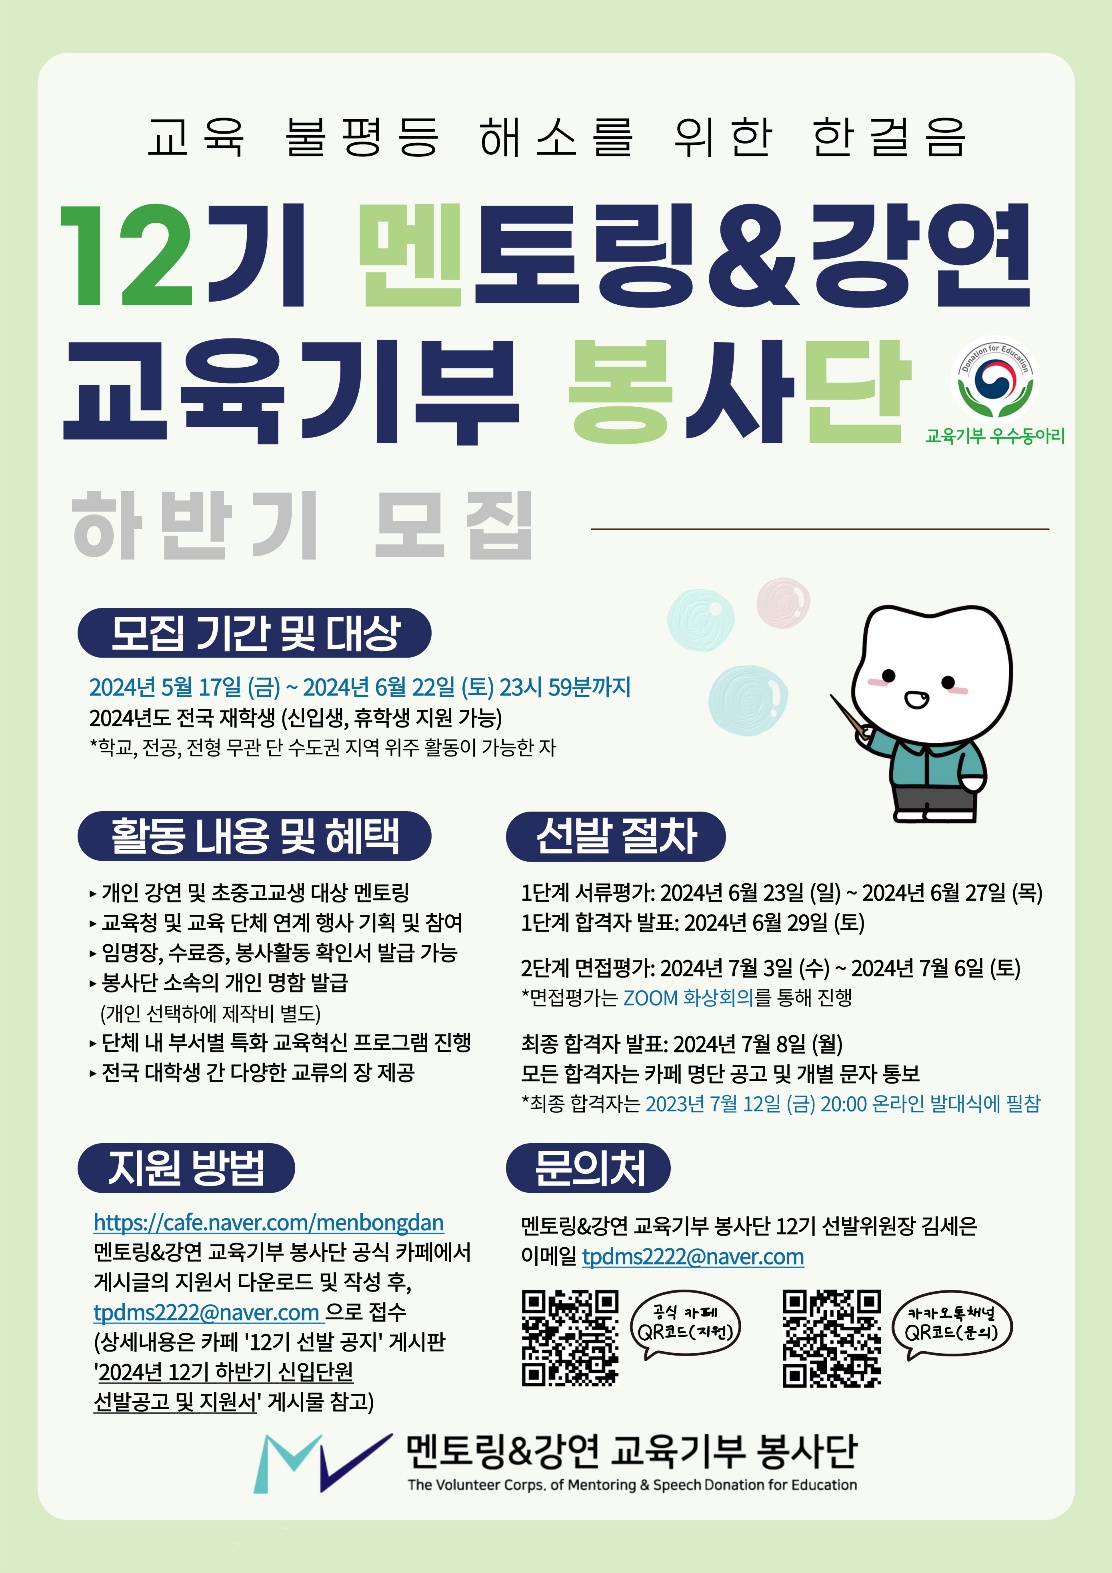 교육 불평등 해소를 위한 한걸음
12기 멘토링&강연
교육기부 봉사단
Donation for Education
교육기부 우수동아리
하반기 모집
모집 기간 및 대상
2024년 5월 17일 (금) ~ 2024년 6월 22일 (토) 23시 59분까지
2024년도 전국 재학생 (신입생, 휴학생 지원 가능)
*학교, 전공, 전형 무관 단 수도권 지역 위주 활동이 가능한 자
활동 내용 및 혜택
▸ 개인 강연 및 초중고교생 대상 멘토링
▸ 교육청 및 교육 단체 연계 행사 기획 및 참여
▸ 임명장, 수료증, 봉사활동 확인서 발급 가능
▸ 봉사단 소속의 개인 명함 발급
(개인 선택하에 제작비 별도)
▸ 단체 내 부서별 특화 교육혁신 프로그램 진행
▸ 전국 대학생 간 다양한 교류의 장 제공
선발 절차
1단계 서류평가: 2024년 6월 23일 (일) ~ 2024년 6월 27일 (목)
1단계 합격자 발표: 2024년 6월 29일 (토)
2단계 면접평가: 2024년 7월 3일 (수) ~ 2024년 7월 6일 (토)
*면접평가는 ZOOM 화상회의를 통해 진행
최종 합격자 발표: 2024년 7월 8일 (월)
모든 합격자는 카페 명단 공고 및 개별 문자 통보
*최종 합격자는 2023년 7월 12일 (금) 20:00 온라인 발대식에 필참
지원 방법
https://cafe.naver.com/menbongdan
멘토링&강연 교육기부 봉사단 공식 카페에서
게시글의 지원서 다운로드 및 작성 후,
tpdms2222@naver.com 으로 접수
(상세내용은 카페 '12기 선발 공지' 게시판
'2024년 12기 하반기 신입단원
선발공고 및 지원서' 게시물 참고)
문의처
멘토링&강연 교육기부 봉사단 12기 선발위원장 김세은
이메일 tpdms2222@naver.com
공식 카페
QR코드(지원)
카카오톡채널
QR코드(문의)
멘토링&강연 교육기부 봉사단
The Volunteer Corps. of Mentoring & Speech Donation for Education